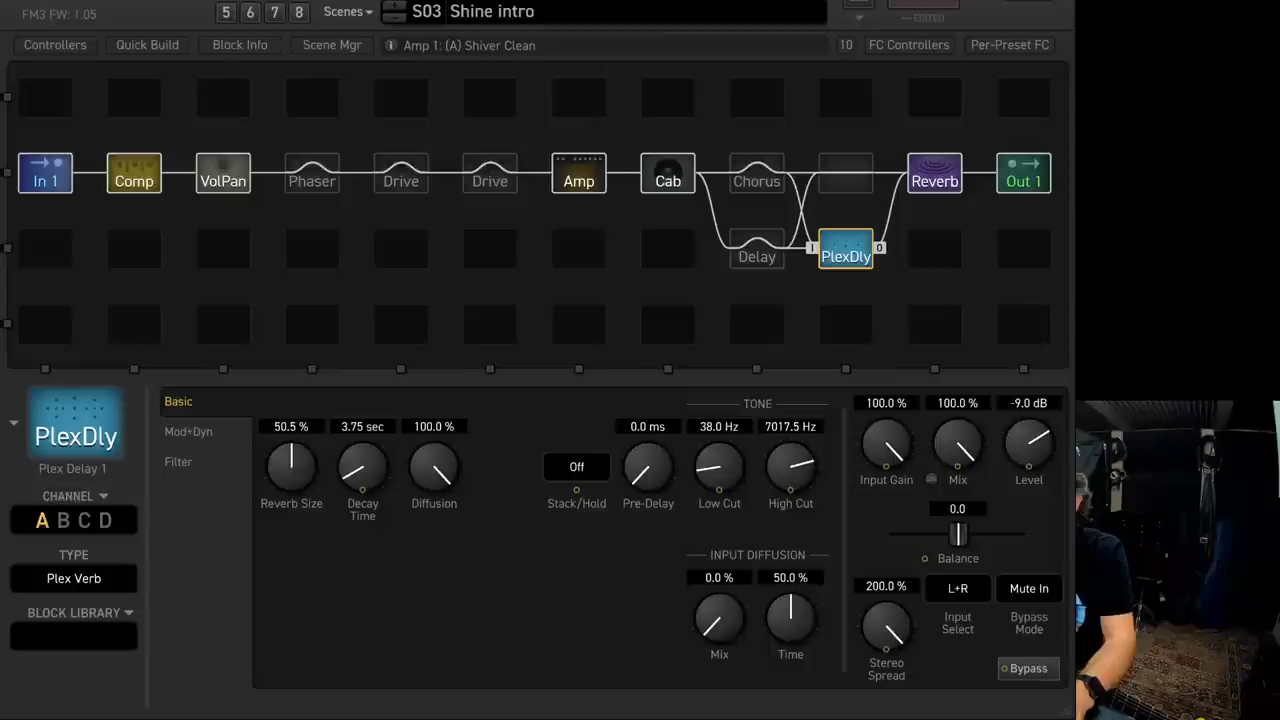 FM3 FW: 1.05
5 6 7 8 Scenes S03 Shine intro
EDITED
Controllers Quick Build Block Info Scene Mgr Amp 1: (A) Shiver Clean 10 FC Controllers Per-Preset FC
In 1 Comp VolPan Phaser Drive Drive Amp Cab Chorus Reverb Out 1
Delay I PlexDly O
PlexDly
Plex Delay 1
CHANNEL
A B C D
TYPE
Plex Verb
BLOCK LIBRARY
Basic
Mod+Dyn
Filter
50.5 % 3.75 sec 100.0 %
Reverb Size Decay Time Diffusion
Off
Stack/Hold
TONE
0.0 ms 38.0 Hz 7017.5 Hz
Pre-Delay Low Cut High Cut
INPUT DIFFUSION
0.0 % 50.0 %
Mix Time
100.0 % 100.0 % -9.0 dB
Input Gain Mix Level
0.0
Balance
200.0 % L+R Mute In
Stereo Spread Input Select Bypass Mode
Bypass